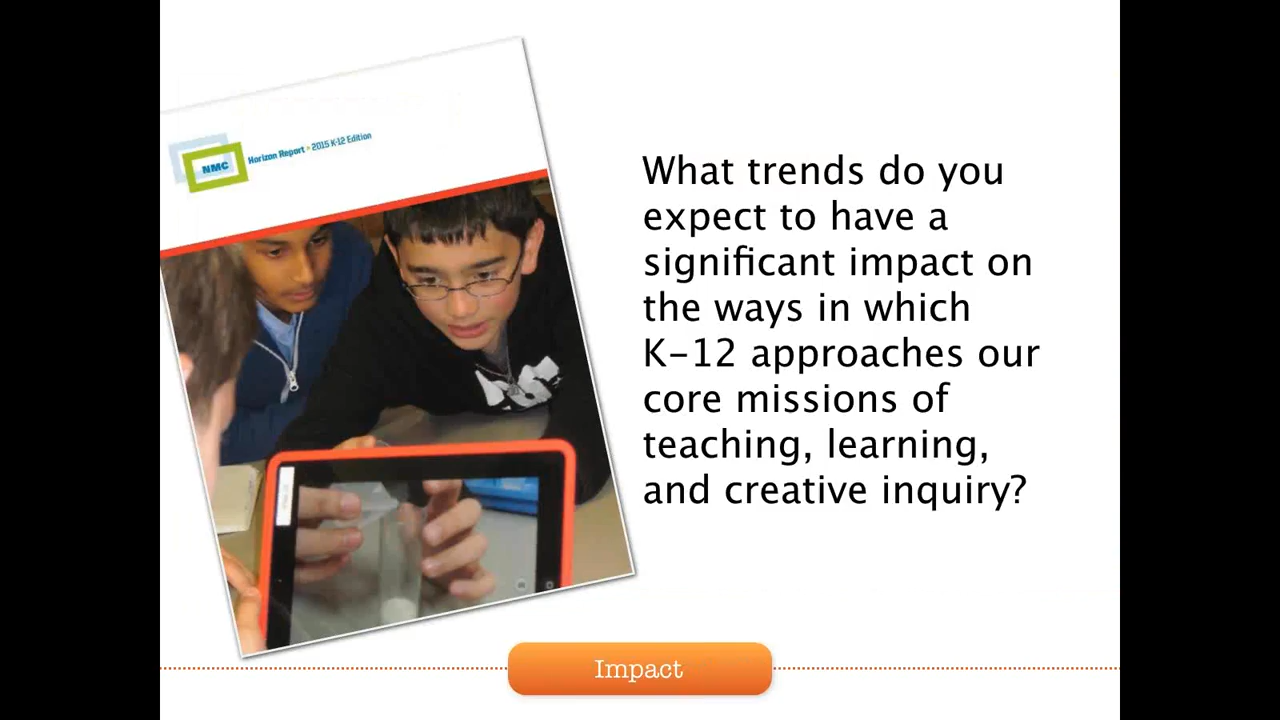 NMC
Horizon Report > 2015 K-12 Edition
What trends do you
expect to have a
significant impact on
the ways in which
K-12 approaches our
core missions of
teaching, learning,
and creative inquiry?
Impact